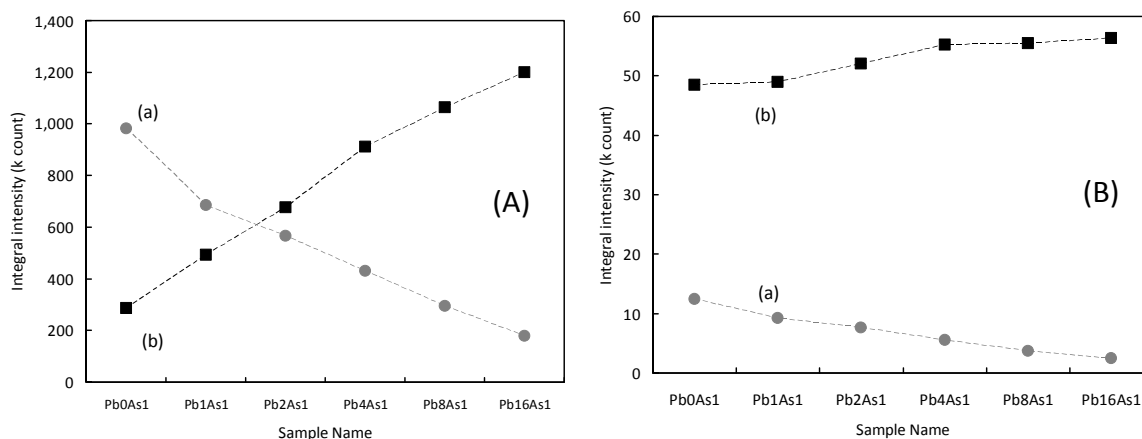 1,400
1,200
1,000
800
600
400
200
0
Integral intensity (k count)
(a)
(b)
(A)
Pb0As1 Pb1As1 Pb2As1 Pb4As1 Pb8As1 Pb16As1
Sample Name
60
50
40
30
20
10
0
Integral intensity (k count)
(b)
(a)
(B)
Pb0As1 Pb1As1 Pb2As1 Pb4As1 Pb8As1 Pb16As1
Sample Name